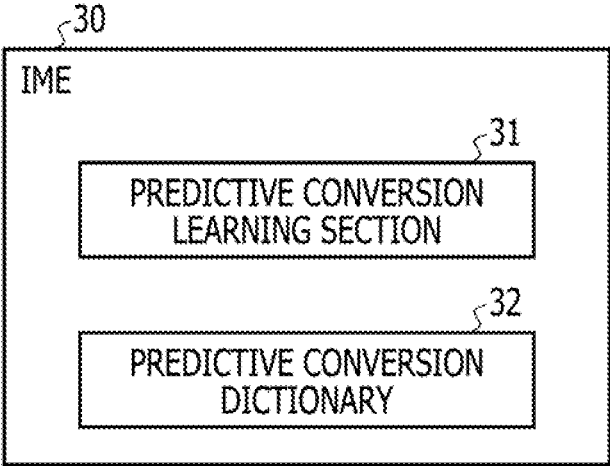 30
IME
31
PREDICTIVE CONVERSION
LEARNING SECTION
32
PREDICTIVE CONVERSION
DICTIONARY